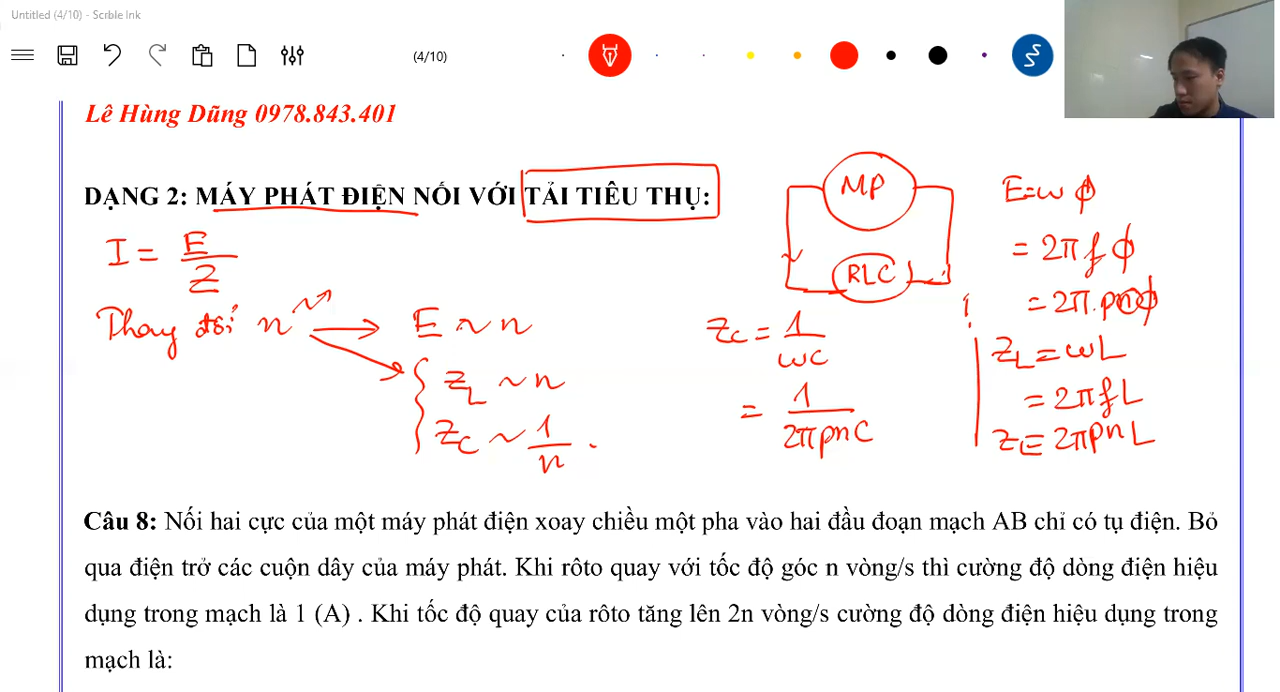 Untitled (4/10) - Scrble Ink
(4/10)
Lê Hùng Dũng 0978.843.401
DẠNG 2: MÁY PHÁT ĐIỆN NỐI VỚI TẢI TIÊU THỤ:
I = E/Z
Thay đổi n → E ~ n
Z_L ~ n
Z_C ~ 1/n
MP
RLC
Z_C = 1/ωC
= 1/2πpnC
E = ωϕ
= 2πfϕ
= 2π.pnϕ
Z_L = ωL
= 2πfL
Z_L = 2πpnL
Câu 8: Nối hai cực của một máy phát điện xoay chiều một pha vào hai đầu đoạn mạch AB chỉ có tụ điện. Bỏ
qua điện trở các cuộn dây của máy phát. Khi rôto quay với tốc độ góc n vòng/s thì cường độ dòng điện hiệu
dụng trong mạch là 1 (A) . Khi tốc độ quay của rôto tăng lên 2n vòng/s cường độ dòng điện hiệu dụng trong
mạch là: